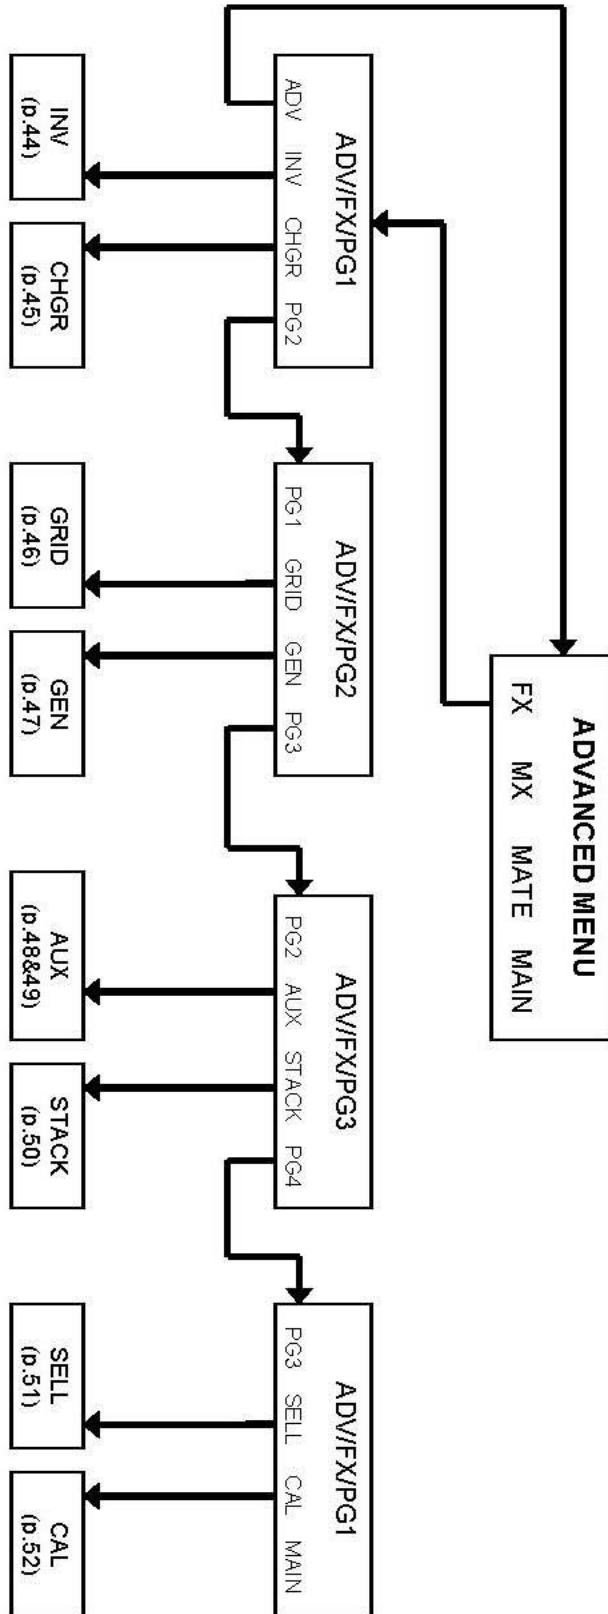 ADVANCED MENU
FX MX MATE MAIN
ADV/FX/PG1
ADV INV CHGR PG2
ADV/FX/PG2
PG1 GRID GEN PG3
ADV/FX/PG3
PG2 AUX STACK PG4
ADV/FX/PG1
PG3 SELL CAL MAIN
INV
(p.44)
CHGR
(p.45)
GRID
(p.46)
GEN
(p.47)
AUX
(p.48&49)
STACK
(p.50)
SELL
(p.51)
CAL
(p.52)